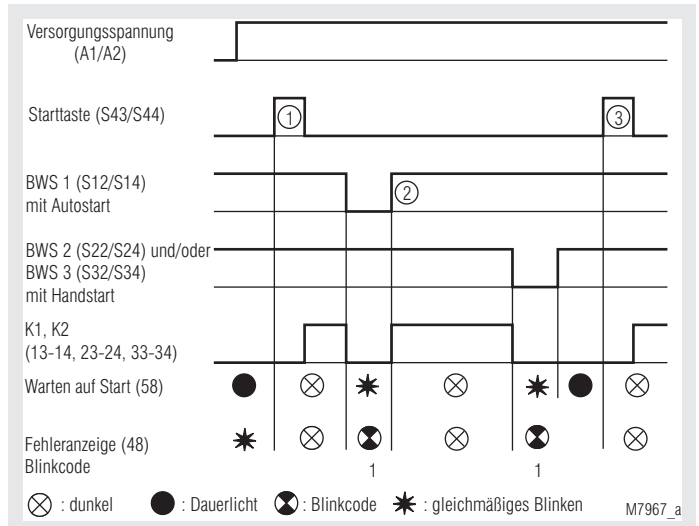 Versorgungsspannung
(A1/A2)
Starttaste (S43/S44)
1
3
BWS 1 (S12/S14)
mit Autostart
2
BWS 2 (S22/S24) und/oder
BWS 3 (S32/S34)
mit Handstart
K1, K2
(13-14, 23-24, 33-34)
Warten auf Start (58)
Fehleranzeige (48)
Blinkcode
1
1
: dunkel : Dauerlicht : Blinkcode : gleichmäßiges Blinken
M7967_a